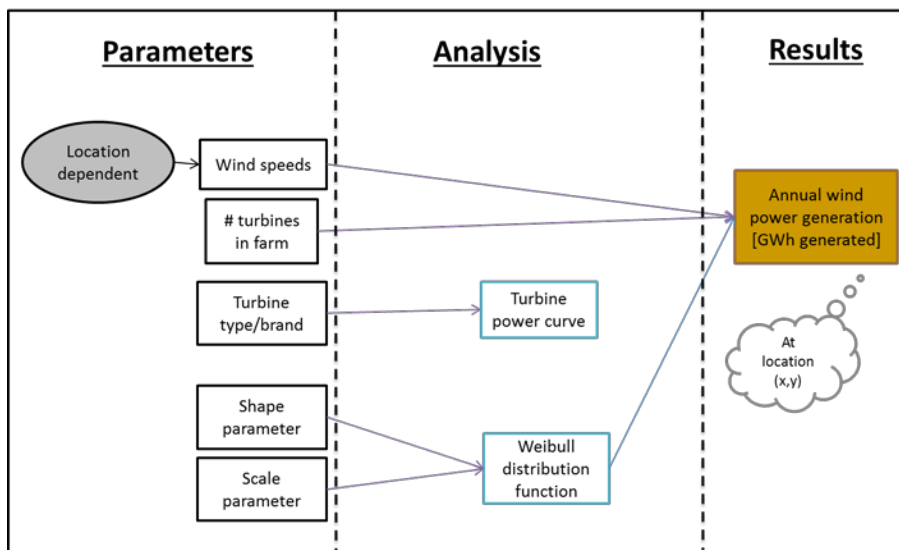 Parameters
Analysis
Results
Location
dependent
Wind speeds
# turbines
in farm
Turbine
type/brand
Shape
parameter
Scale
parameter
Turbine
power curve
Weibull
distribution
function
Annual wind
power generation
[GWh generated]
At
location
(x,y)